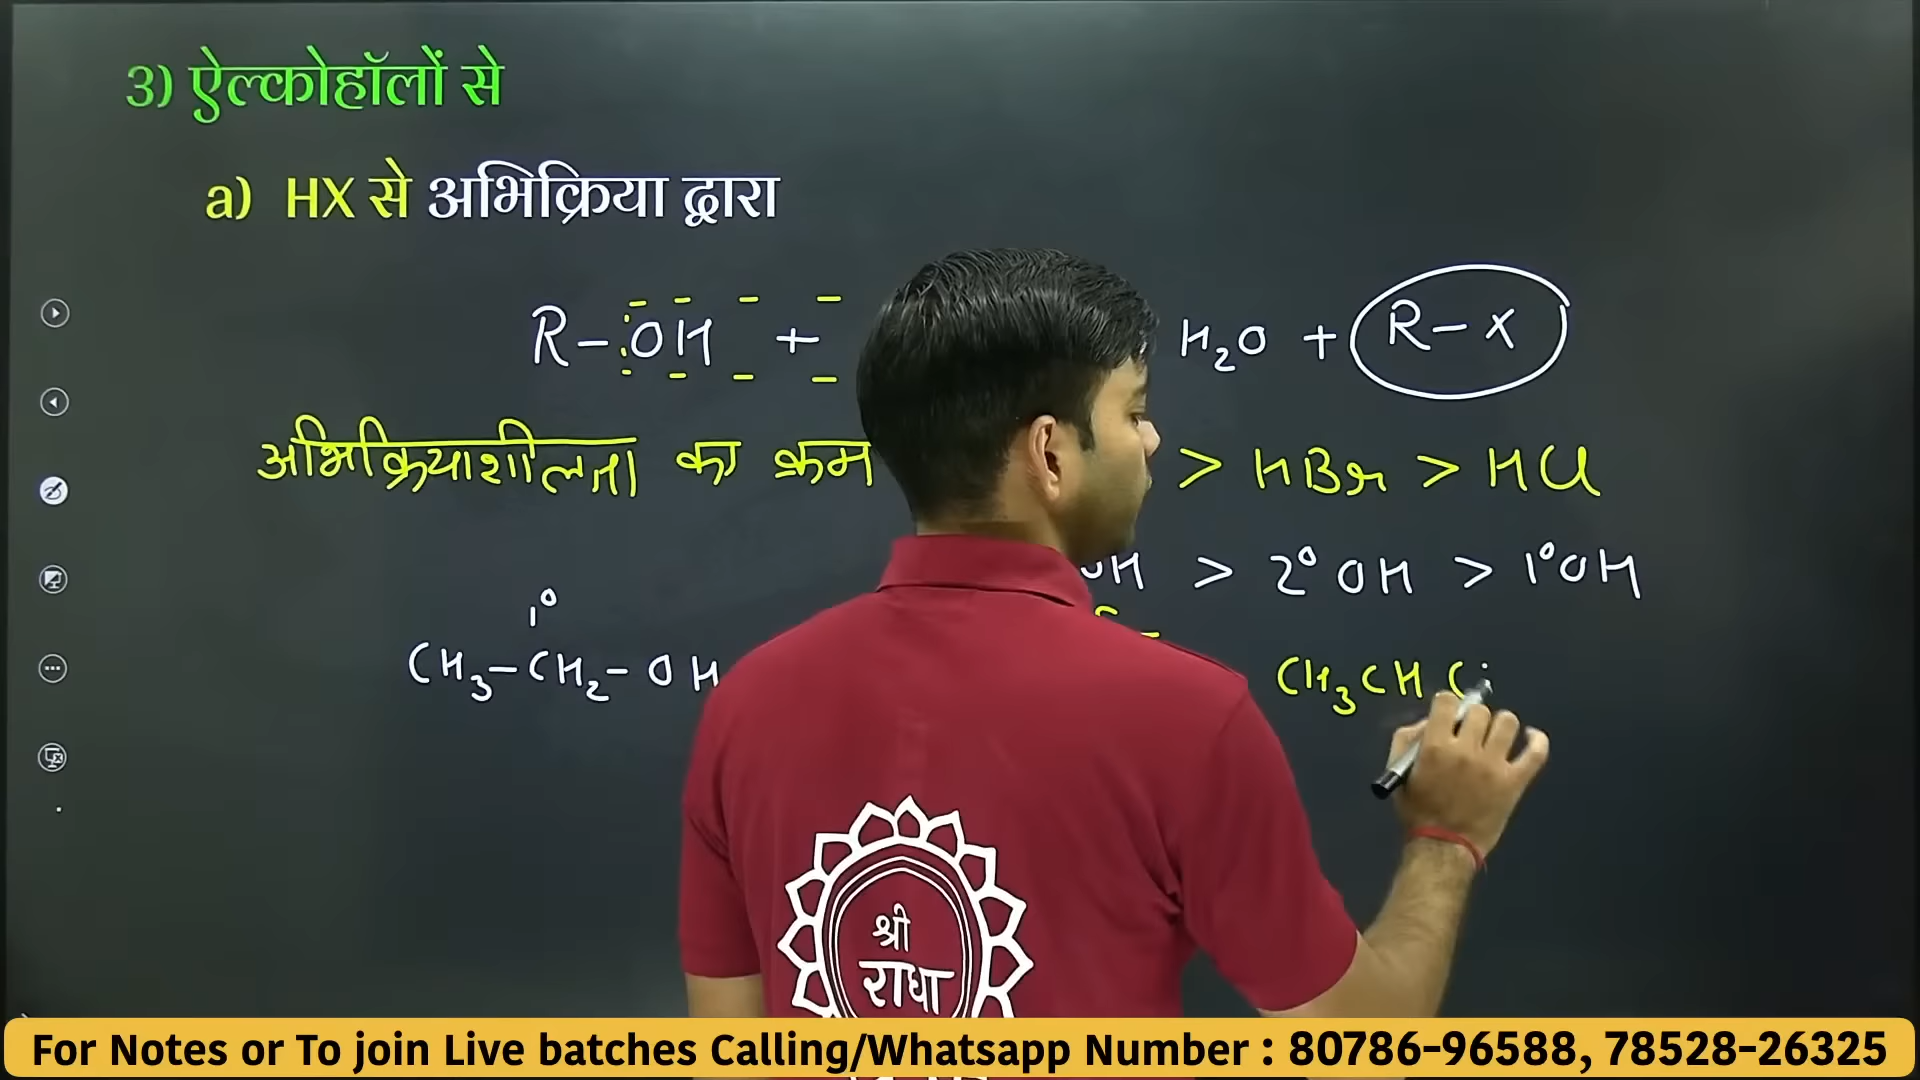 3) ऐल्कोहॉलों से
a) HX से अभिक्रिया द्वारा
R-OH + H₂O + R-X
अभिक्रियाशीलता का क्रम > HBr > HCl
OH > 2° OH > 1° OH
1°
CH₃-CH₂-OH CH₃CH
श्री
राधा
For Notes or To join Live batches Calling/Whatsapp Number : 80786-96588, 78528-26325